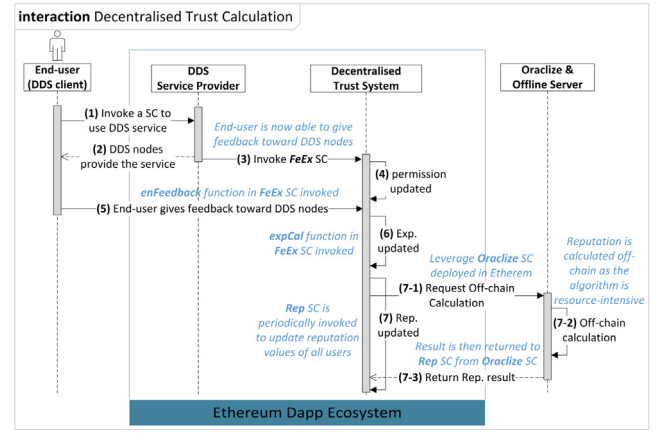 interaction Decentralised Trust Calculation
End-user
(DDS client)
DDS
Service Provider
Decentralised
Trust System
Oraclize &
Offline Server
(1) Invoke a SC to
use DDS service
End-user is now able to give
feedback toward DDS nodes
(2) DDS nodes
provide the service
(3) Invoke FeEx SC
(4) permission
updated
enFeedback function in FeEx SC invoked
(5) End-user gives feedback toward DDS nodes
(6) Exp.
updated
expCal function in
FeEx SC invoked
Reputation is
calculated off-
chain as the
algorithm is
resource-intensive
Leverage Oraclize SC
deployed in Etherem
(7-1) Request Off-chain
Calculation
Rep SC is
periodically invoked
to update reputation
values of all users
(7) Rep.
updated
(7-2) Off-chain
calculation
Result is then returned to
Rep SC from Oraclize SC
(7-3) Return Rep. result
Ethereum Dapp Ecosystem